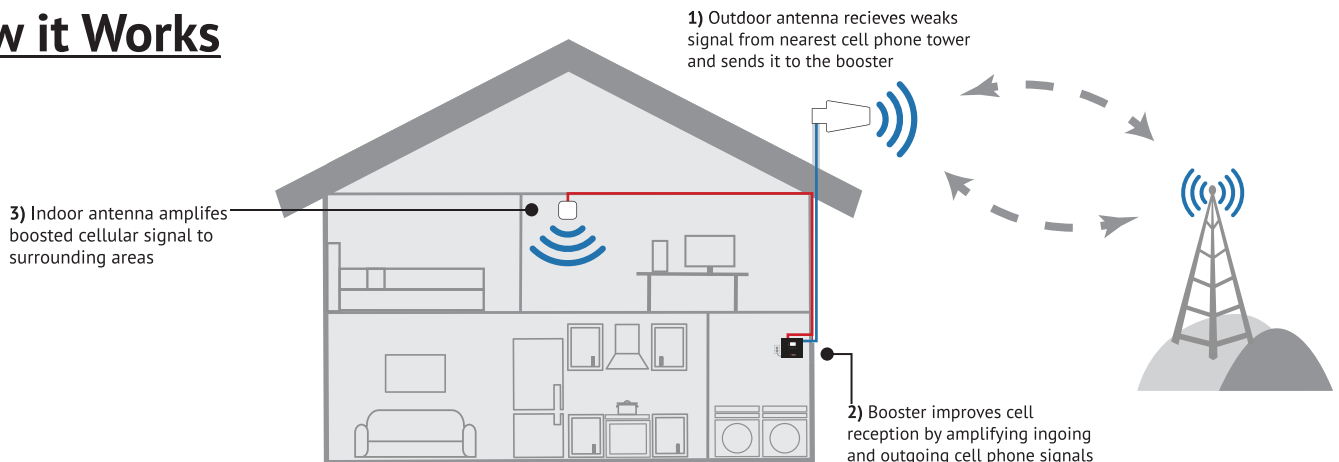 w it Works
1) Outdoor antenna recieves weaks
signal from nearest cell phone tower
and sends it to the booster
3) Indoor antenna amplifes
boosted cellular signal to
surrounding areas
2) Booster improves cell
reception by amplifying ingoing
and outgoing cell phone signals